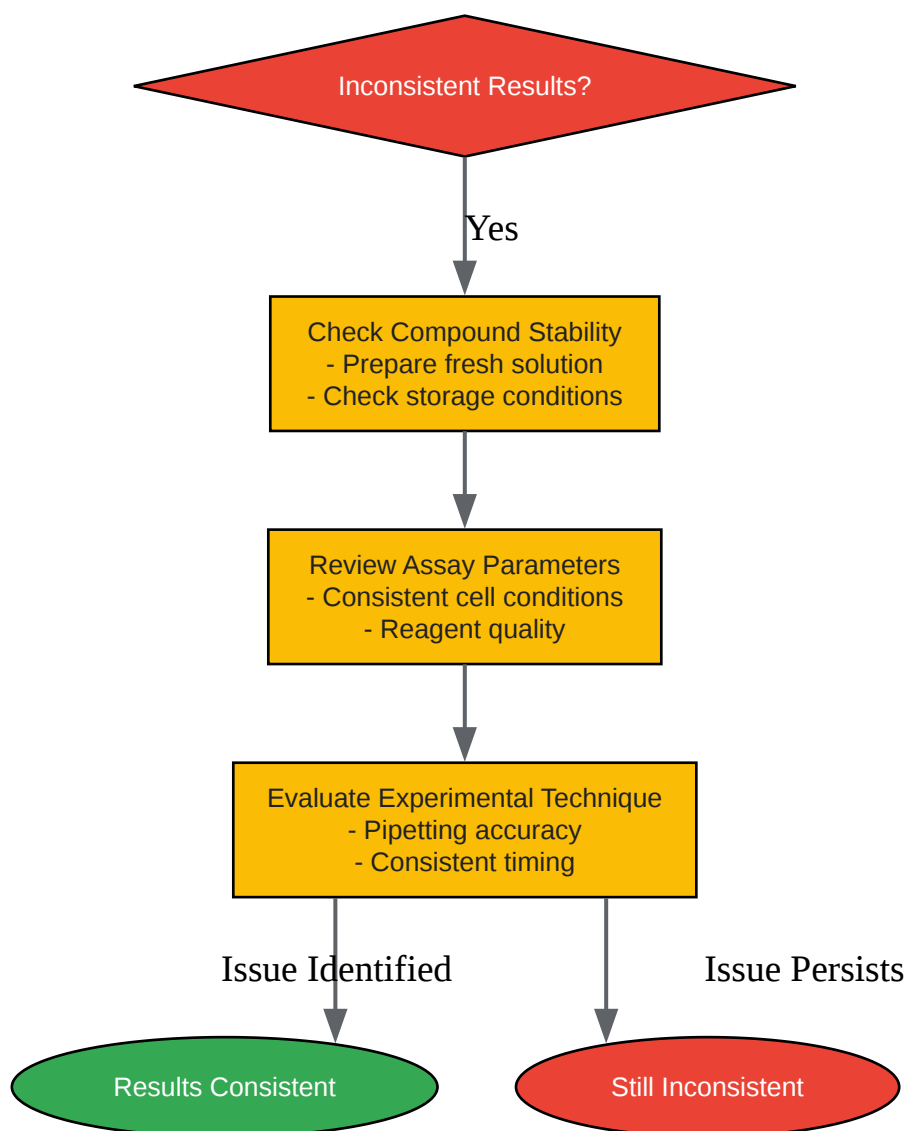 Inconsistent Results?
Yes
Check Compound Stability
- Prepare fresh solution
- Check storage conditions
Review Assay Parameters
- Consistent cell conditions
- Reagent quality
Evaluate Experimental Technique
- Pipetting accuracy
- Consistent timing
Issue Identified
Issue Persists
Results Consistent
Still Inconsistent